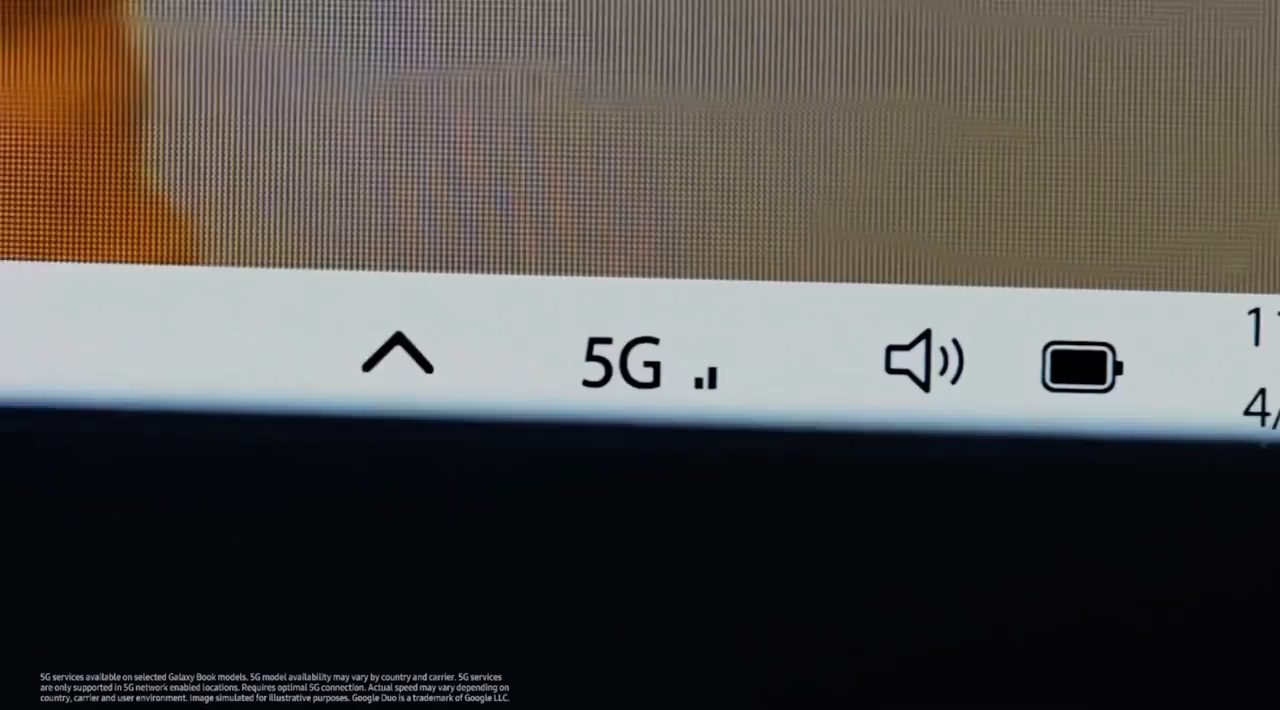 5G
1
4/
5G services available on selected Galaxy Book models. 5G model availability may vary by country and carrier. 5G services
are only supported in 5G network enabled locations. Requires optimal 5G connection. Actual speed may vary depending on
country, carrier and user environment. Image simulated for illustrative purposes. Google Duo is a trademark of Google LLC.